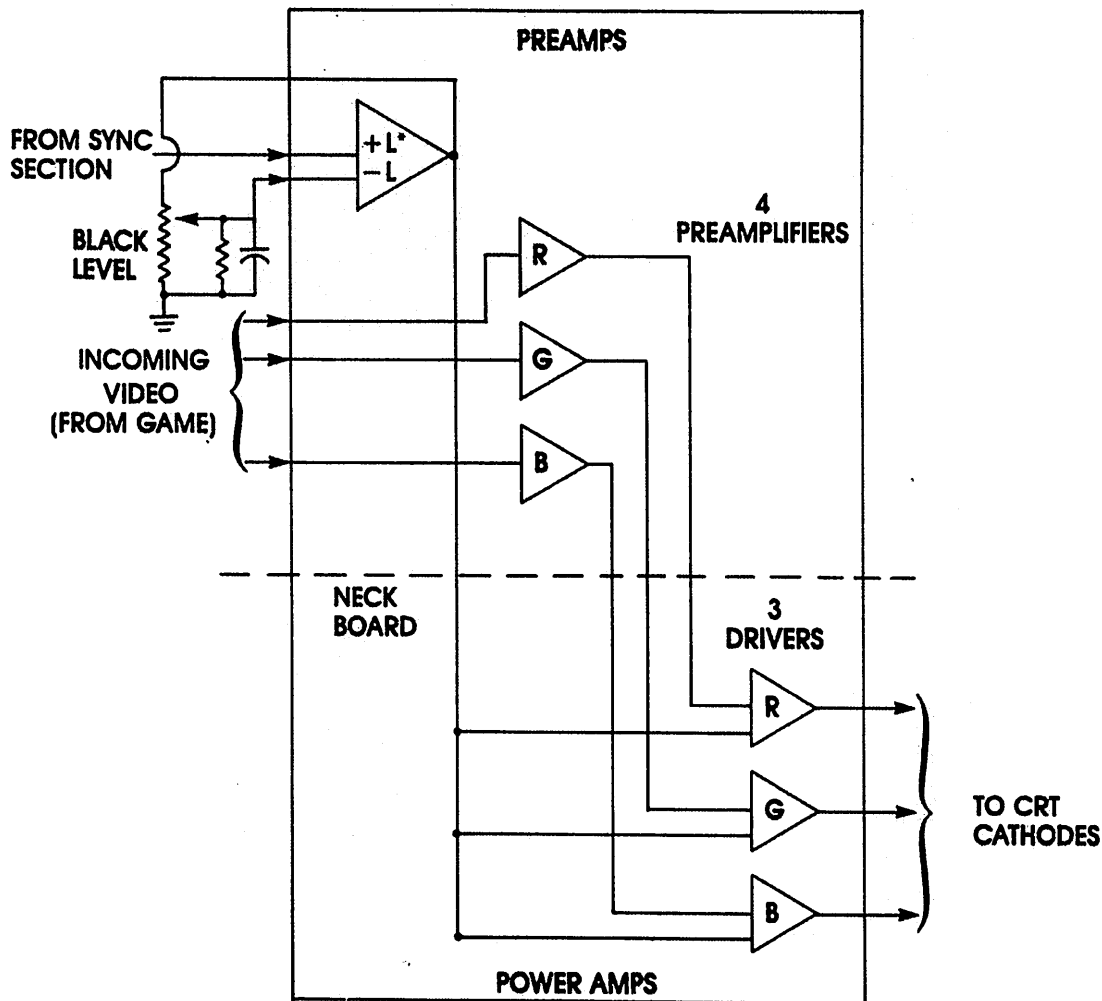 PREAMPS
FROM SYNC
SECTION
+ L*
- L
BLACK
LEVEL
4
PREAMPLIFIERS
R
INCOMING
VIDEO
(FROM GAME)
G
B
NECK
BOARD
3
DRIVERS
R
G
B
TO CRT
CATHODES
POWER AMPS